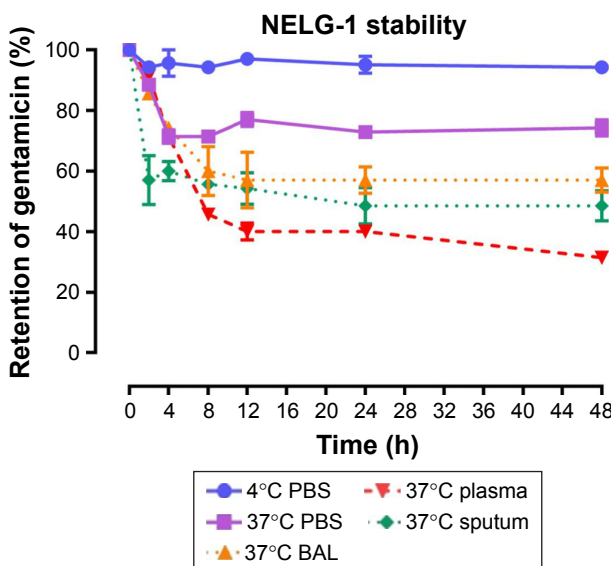 NELG-1 stability
Retention of gentamicin (%)
100
80
60
40
20
0
0 4 8 12 16 20 24 28 32 36 40 44 48
Time (h)
4°C PBS 37°C plasma
37°C PBS 37°C sputum
37°C BAL